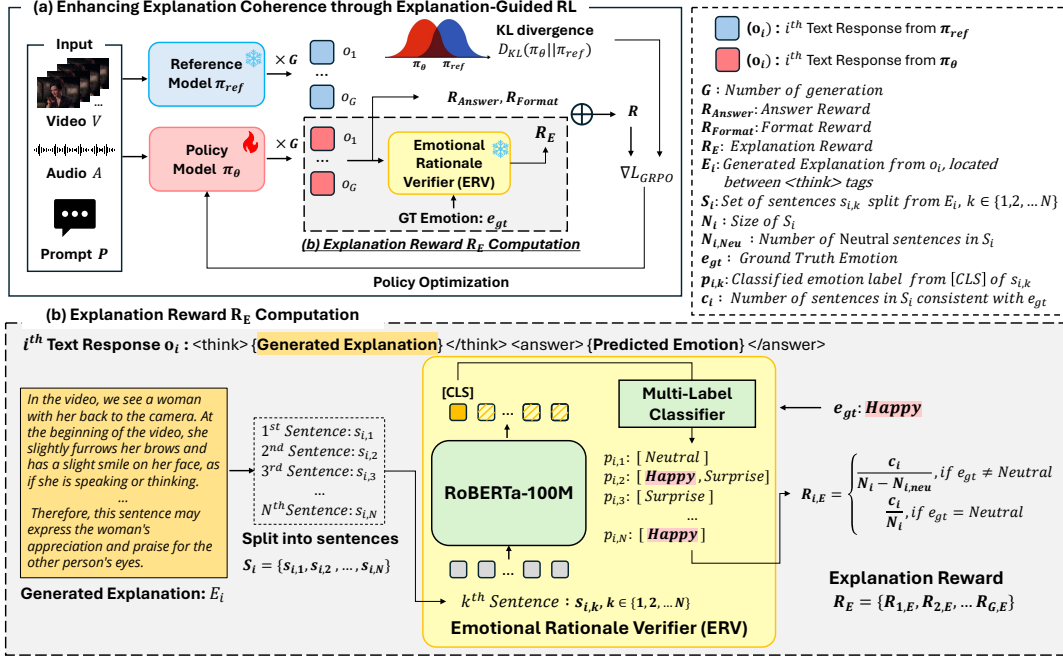 (a) Enhancing Explanation Coherence through Explanation-Guided RL
Input
Video V
Audio A
Prompt P
Reference
Model π_ref
Policy
Model π_θ
× G
× G
o_1
...
o_G
o_1
...
o_G
π_θ π_ref
KL divergence
D_KL(π_θ||π_ref)
R_Answer, R_Format
Emotional
Rationale
Verifier (ERV)
R_E
GT Emotion: e_gt
(b) Explanation Reward R_E Computation
R
∇L_GRPO
Policy Optimization
(o_i) : i^th Text Response from π_ref
(o_i) : i^th Text Response from π_θ
G : Number of generation
R_Answer: Answer Reward
R_Format: Format Reward
R_E: Explanation Reward
E_i: Generated Explanation from o_i, located
between <think> tags
S_i: Set of sentences s_i,k split from E_i, k ∈ {1,2, … N}
N_i : Size of S_i
N_i,Neu : Number of Neutral sentences in S_i
e_gt : Ground Truth Emotion
p_i,k: Classified emotion label from [CLS] of s_i,k
c_i : Number of sentences in S_i consistent with e_gt
(b) Explanation Reward R_E Computation
i^th Text Response o_i : <think> {Generated Explanation} </think> <answer> {Predicted Emotion} </answer>
In the video, we see a woman
with her back to the camera. At
the beginning of the video, she
slightly furrows her brows and
has a slight smile on her face, as
if she is speaking or thinking.
...
Therefore, this sentence may
express the woman's
appreciation and praise for the
other person's eyes.
Generated Explanation: E_i
1^st Sentence: s_i,1
2^nd Sentence: s_i,2
3^rd Sentence: s_i,3
...
N^th Sentence: s_i,N
Split into sentences
S_i = {s_i,1, s_i,2 , … , s_i,N}
[CLS]
...
RoBERTa-100M
...
k^th Sentence : s_i,k, k ∈ {1, 2, … N}
Emotional Rationale Verifier (ERV)
Multi-Label
Classifier
p_i,1: [ Neutral ]
p_i,2: [ Happy , Surprise]
p_i,3: [ Surprise ]
...
p_i,N: [ Happy ]
e_gt: Happy
R_i,E = { c_i / (N_i − N_i,neu) , if e_gt ≠ Neutral
c_i / N_i , if e_gt = Neutral
Explanation Reward
R_E = {R_1,E, R_2,E, … R_G,E}